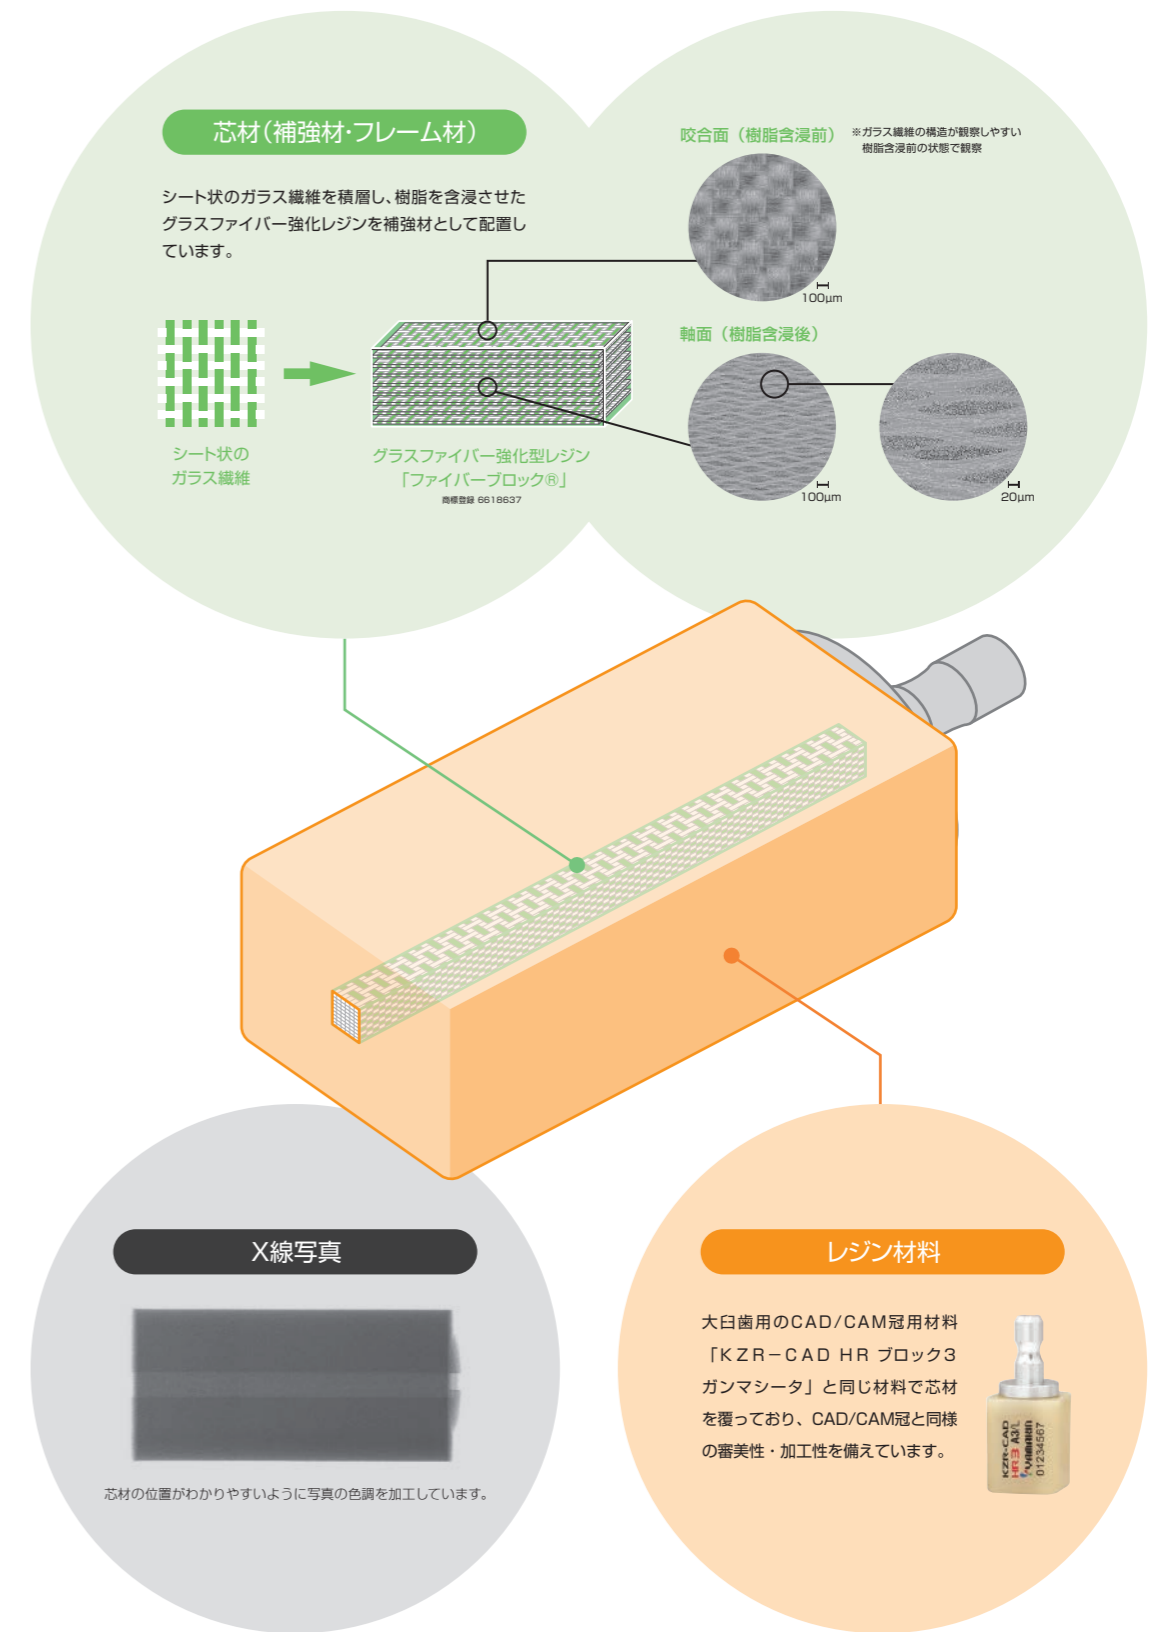 芯材（補強材・フレーム材）
シート状のガラス繊維を積層し、樹脂を含浸させた
グラスファイバー強化レジンを補強材として配置し
ています。
シート状の
ガラス繊維
グラスファイバー強化型レジン
「ファイバーブロック®」
商標登録 6618637
咬合面（樹脂含浸前）
※ガラス繊維の構造が観察しやすい
樹脂含浸前の状態で観察
100μm
軸面（樹脂含浸後）
100μm
20μm
X線写真
芯材の位置がわかりやすいように写真の色調を加工しています。
レジン材料
大臼歯用のCAD/CAM冠用材料
「KZR－CAD HR ブロック3
ガンマシータ」と同じ材料で芯材
を覆っており、CAD/CAM冠と同様
の審美性・加工性を備えています。
KZR-CAD
HR3 A3/L
YAMAKIN
01234567